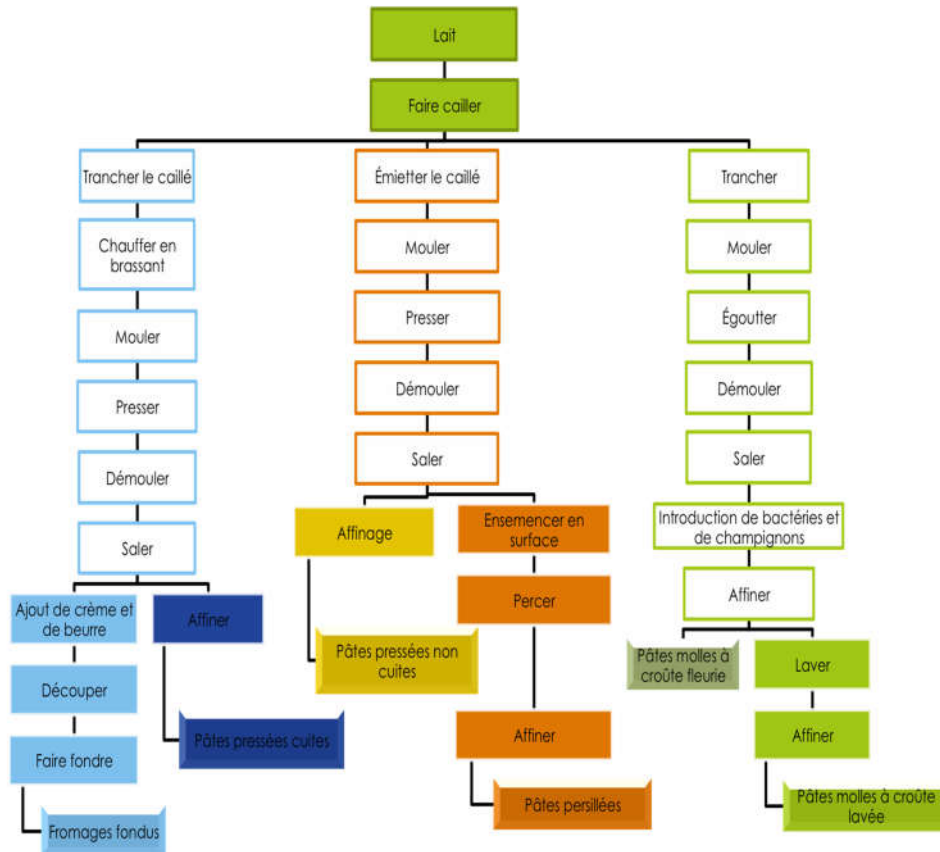 Lait
Faire cailler
Trancher le caillé
Chauffer en
brassant
Mouler
Presser
Démouler
Saler
Ajout de crème et
de beurre
Découper
Faire fondre
Fromages fondus
Affiner
Pâtes pressées cuites
Émietter le caillé
Mouler
Presser
Démouler
Saler
Affinage
Pâtes pressées non
cuites
Ensemencer en
surface
Percer
Affiner
Pâtes persillées
Trancher
Mouler
Égoutter
Démouler
Saler
Introduction de bactéries et
de champignons
Affiner
Pâtes molles à
croûte fleurie
Laver
Affiner
Pâtes molles à croûte
lavée